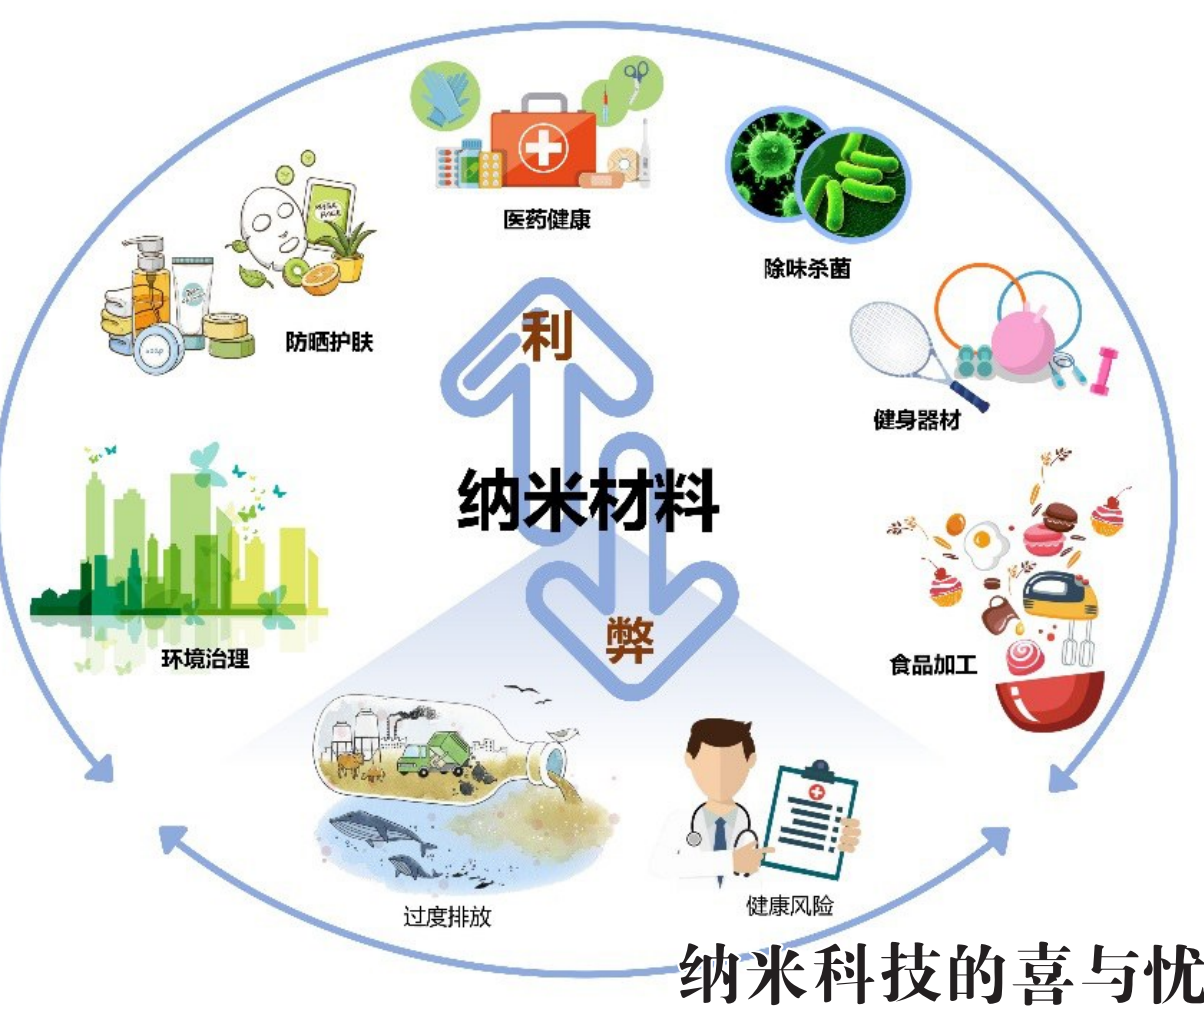 医药健康
除味杀菌
防晒护肤
健身器材
利
纳米材料
弊
环境治理
食品加工
过度排放
健康风险
纳米科技的喜与忧